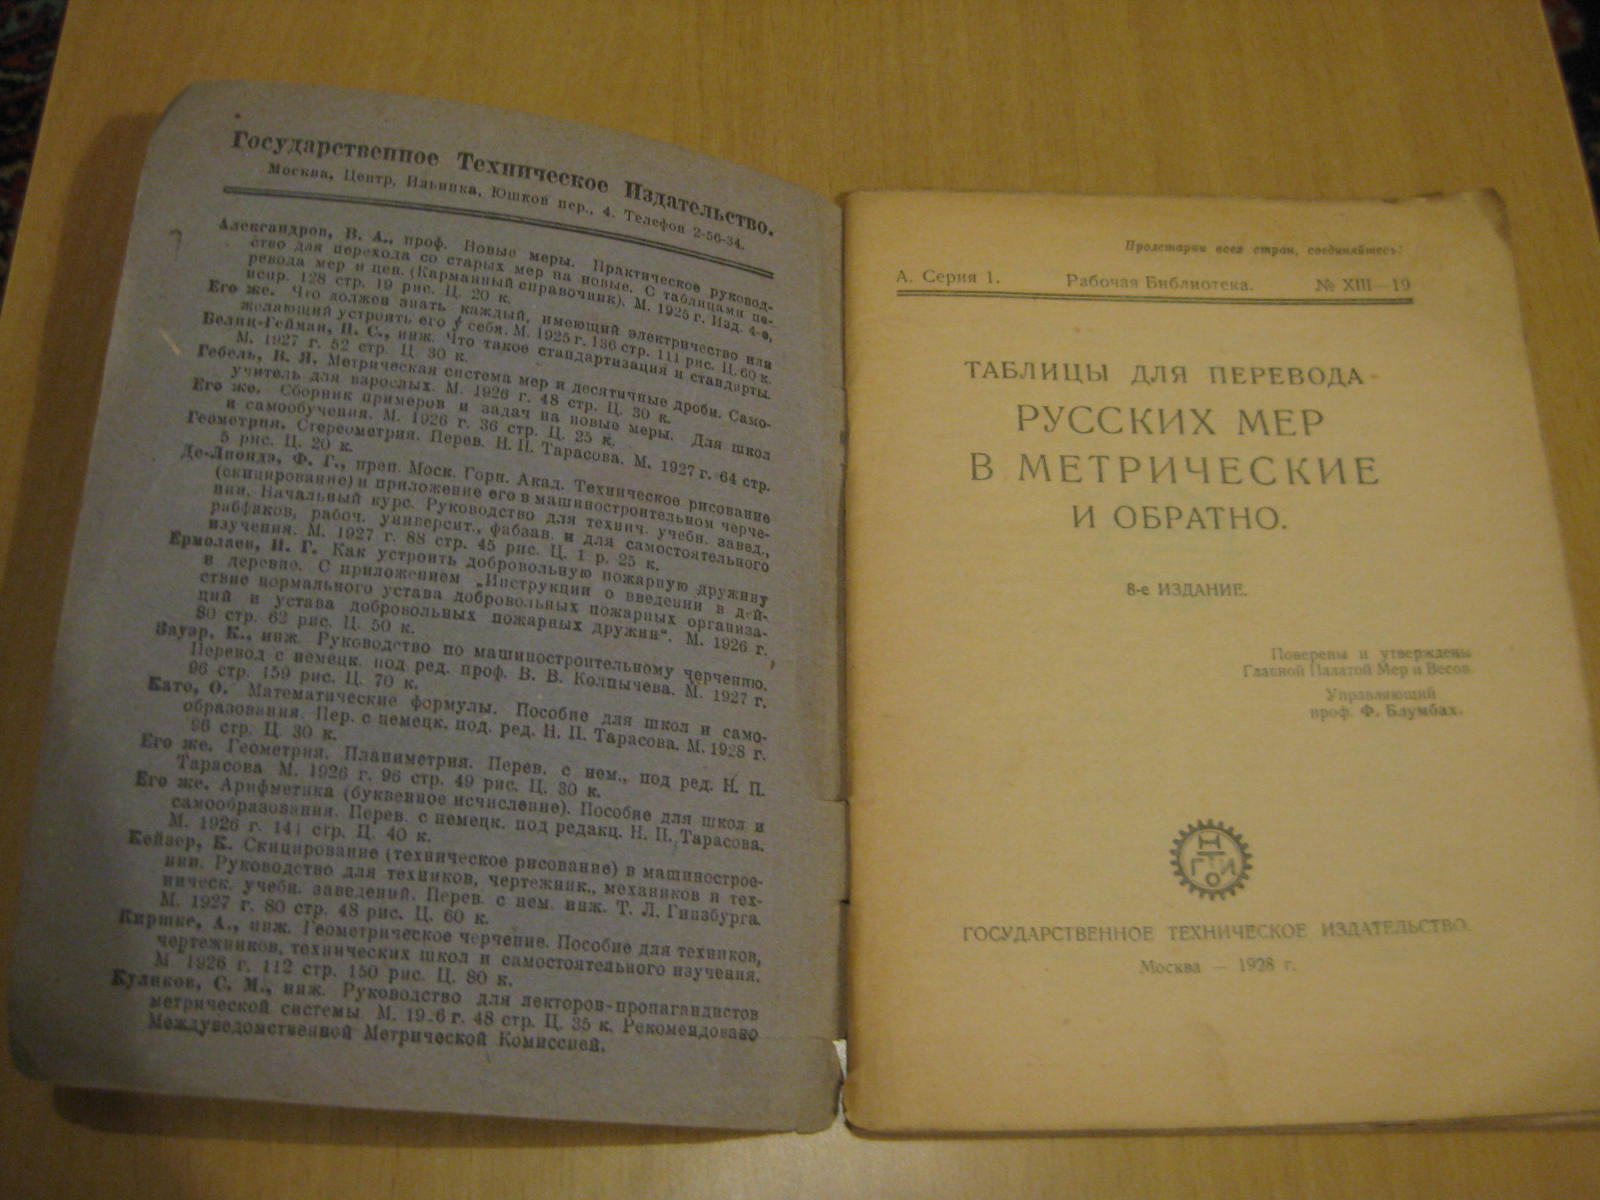 Государственное Техническое Издательство.
Москва, Центр, Ильинка, Юшков пер., 4. Телефон 2-56-34.
Александров, В. А., проф. Новые меры. Практическое руковод-
ство для перехода со старых мер на новые. С таблицами пе-
ревода мер и цен. (Карманный справочник). М. 1925 г. Изд. 4-е,
испр. 128 стр. 19 рис. Ц. 20 к.
Его же. Что должен знать каждый, имеющий электричество или
желающий устроить его у себя. М. 1925 г. 136 стр. 111 рис. Ц. 60 к.
Белиц-Гейман, П. С., инж. Что такое стандартизация и стандарты.
М. 1927 г. 52 стр. Ц. 30 к.
Гебель, В. Я. Метрическая система мер и десятичные дроби. Само-
учитель для взрослых. М. 1926 г. 48 стр. Ц. 30 к.
Его же. Сборник примеров и задач на новые меры. Для школ
и самообучения. М. 1926 г. 36 стр. Ц. 25 к.
Геометрия. Стереометрия. Перев. Н. П. Тарасова. М. 1927 г. 64 стр.
5 рис. Ц. 20 к.
Де-Лионда, Ф. Г., преп. Моск. Горн. Акад. Техническое рисование
(скицирование) и приложение его в машиностроительном черче-
нии. Начальный курс. Руководство для технич. учебн. завед.,
рабфаков, рабоч. университ., фабзав. и для самостоятельного
изучения. М. 1927 г. 88 стр. 45 рис. Ц. 1 р. 25 к.
Ермолаев, И. Г. Как устроить добровольную пожарную дружину
в деревне. С приложением „Инструкции о введении в дей-
ствие нормального устава добровольных пожарных организа-
ций и устава добровольных пожарных дружин“. М. 1926 г.
80 стр. 62 рис. Ц. 50 к.
Зауэр, К., инж. Руководство по машиностроительному черчению.
Перевод с немецк. под ред. проф. В. В. Колпычева. М. 1927 г.
96 стр. 159 рис. Ц. 70 к.
Като, О. Математические формулы. Пособие для школ и само-
образования. Пер. с немецк. под. ред. Н. П. Тарасова. М. 1928 г.
96 стр. Ц. 30 к.
Его же. Геометрия. Планиметрия. Перев. с нем., под ред. Н. П.
Тарасова М. 1926 г. 96 стр. 49 рис. Ц. 30 к.
Его же. Арифметика (буквенное исчисление). Пособие для школ и
самообразования. Перев. с немецк. под редакц. Н. П. Тарасова.
М. 1926 г. 141 стр. Ц. 40 к.
Кейзер, К. Скицирование (техническое рисование) в машинострое-
нии. Руководство для техников, чертежник., механиков и тех-
ническ. учебн. заведений. Перев. с нем. инж. Т. Л. Гинзбурга.
М. 1927 г. 80 стр. 48 рис. Ц. 60 к.
Киршке, А., инж. Геометрическое черчение. Пособие для техников,
чертежников, технических школ и самостоятельного изучения.
М 1926 г. 112 стр. 150 рис. Ц. 80 к.
Куликов, С. М., инж. Руководство для лекторов-пропагандистов
метрической системы. М. 1926 г. 48 стр. Ц. 35 к. Рекомендовано
Междуведомственной Метрической Комиссией.
Пролетарии всех стран, соединяйтесь!
А. Серия 1. Рабочая Библиотека. № XIII—19
ТАБЛИЦЫ ДЛЯ ПЕРЕВОДА
РУССКИХ МЕР
В МЕТРИЧЕСКИЕ
И ОБРАТНО.
8-е ИЗДАНИЕ.
Поверены и утверждены
Главной Палатой Мер и Весов.
Управляющий
проф. Ф. Блумбах.
ГОСУДАРСТВЕННОЕ ТЕХНИЧЕСКОЕ ИЗДАТЕЛЬСТВО.
Москва — 1928 г.